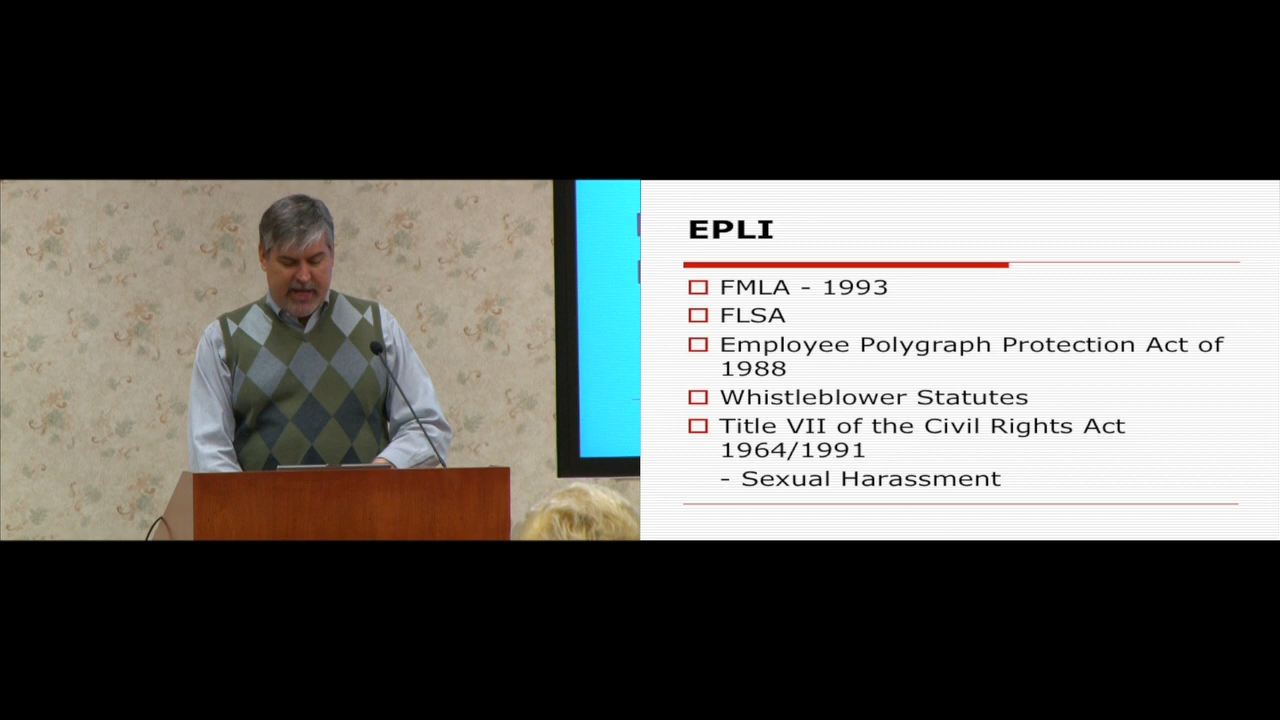 EPLI
FMLA - 1993
FLSA
Employee Polygraph Protection Act of
1988
Whistleblower Statutes
Title VII of the Civil Rights Act
1964/1991
- Sexual Harassment